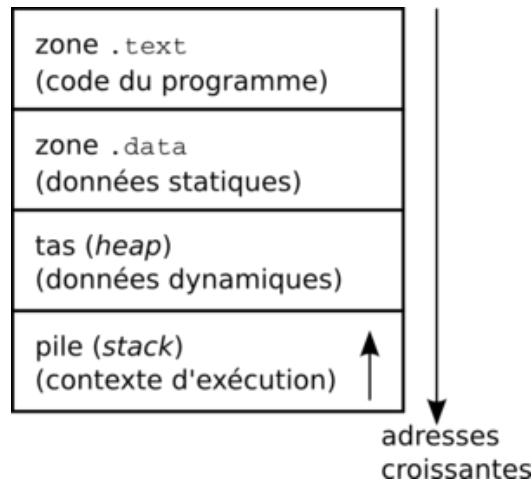 zone .text
(code du programme)
zone .data
(données statiques)
tas (heap)
(données dynamiques)
pile (stack)
(contexte d'exécution)
adresses
croissantes